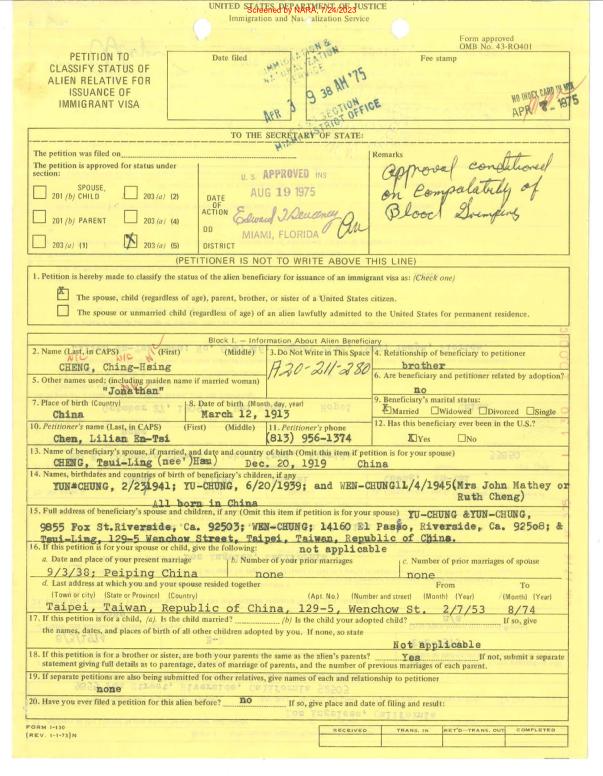 UNITED STATES DEPARTMENT OF JUSTICE
Screened by NARA, 7/24/2023
Immigration and Naturalization Service
Form approved
OMB No. 43-RO401
PETITION TO
CLASSIFY STATUS OF
ALIEN RELATIVE FOR
ISSUANCE OF
IMMIGRANT VISA
Date filed
Fee stamp
IMMIGRATION &
NATURALIZATION
SERVICE
APR 3 9 38 AM '75
SECTION
MIAMI DISTRICT OFFICE
NO INDEX CARD IN MIA
APR 7 - 1975
TO THE SECRETARY OF STATE:
The petition was filed on
The petition is approved for status under
section:
SPOUSE,
201 (b) CHILD
203 (a) (2)
201 (b) PARENT
203 (a) (4)
203 (a) (1)
X 203 (a) (5)
DATE
OF
ACTION
DD
DISTRICT
U. S. APPROVED INS
AUG 19 1975
MIAMI, FLORIDA
Remarks
Approval conditioned
on Compatability of
Blood
(PETITIONER IS NOT TO WRITE ABOVE THIS LINE)
1. Petition is hereby made to classify the status of the alien beneficiary for issuance of an immigrant visa as: (Check one)
X The spouse, child (regardless of age), parent, brother, or sister of a United States citizen.
The spouse or unmarried child (regardless of age) of an alien lawfully admitted to the United States for permanent residence.
Block I. — Information About Alien Beneficiary
2. Name (Last, in CAPS) (First) (Middle)
N/C N/C N/C
CHENG, Ching-Hsing
3. Do Not Write in This Space
A20-211-280
4. Relationship of beneficiary to petitioner
brother
5. Other names used; (including maiden name if married woman)
"Jonathan"
6. Are beneficiary and petitioner related by adoption?
no
7. Place of birth (Country)
China
8. Date of birth (Month, day, year)
March 12, 1913
9. Beneficiary's marital status:
X Married Widowed Divorced Single
10. Petitioner's name (Last, in CAPS) (First) (Middle)
Chen, Lilian En-Tsi
11. Petitioner's phone
(813) 956-1374
12. Has this beneficiary ever been in the U.S.?
X Yes No
13. Name of beneficiary's spouse, if married, and date and country of birth (Omit this item if petition is for your spouse)
CHENG, Tsui-Ling (nee') Hsu Dec. 20, 1919 China
14. Names, birthdates and countries of birth of beneficiary's children, if any
YUN-CHUNG, 2/23/1941; YU-CHUNG, 6/20/1939; and WEN-CHUNG 11/4/1945 (Mrs John Mathey or
Ruth Cheng)
All born in China
15. Full address of beneficiary's spouse and children, if any (Omit this item if petition is for your spouse) YU-CHUNG &YUN-CHUNG,
9855 Fox St.Riverside, Ca. 92503; WEN-CHUNG; 14160 El Passo, Riverside, Ca. 92508; &
Tsui-Ling, 129-5 Wenchow Street, Taipei, Taiwan, Republic of China.
16. If this petition is for your spouse or child, give the following: not applicable
a. Date and place of your present marriage
9/3/38; Peiping China
b. Number of your prior marriages
none
c. Number of prior marriages of spouse
none
d. Last address at which you and your spouse resided together From To
(Town or city) (State or Province) (Country) (Apt. No.) (Number and street) (Month) (Year) (Month) (Year)
Taipei, Taiwan, Republic of China, 129-5, Wenchow St. 2/7/53 8/74
17. If this petition is for a child, (a). Is the child married? (b) Is the child your adopted child? If so, give
the names, dates, and places of birth of all other children adopted by you. If none, so state
Not applicable
18. If this petition is for a brother or sister, are both your parents the same as the alien's parents? Yes If not, submit a separate
statement giving full details as to parentage, dates of marriage of parents, and the number of previous marriages of each parent.
19. If separate petitions are also being submitted for other relatives, give names of each and relationship to petitioner
none
20. Have you ever filed a petition for this alien before? no If so, give place and date of filing and result:
FORM I-130
(REV. 1-1-73)N
RECEIVED
TRANS. IN
RET'D-TRANS. OUT
COMPLETED